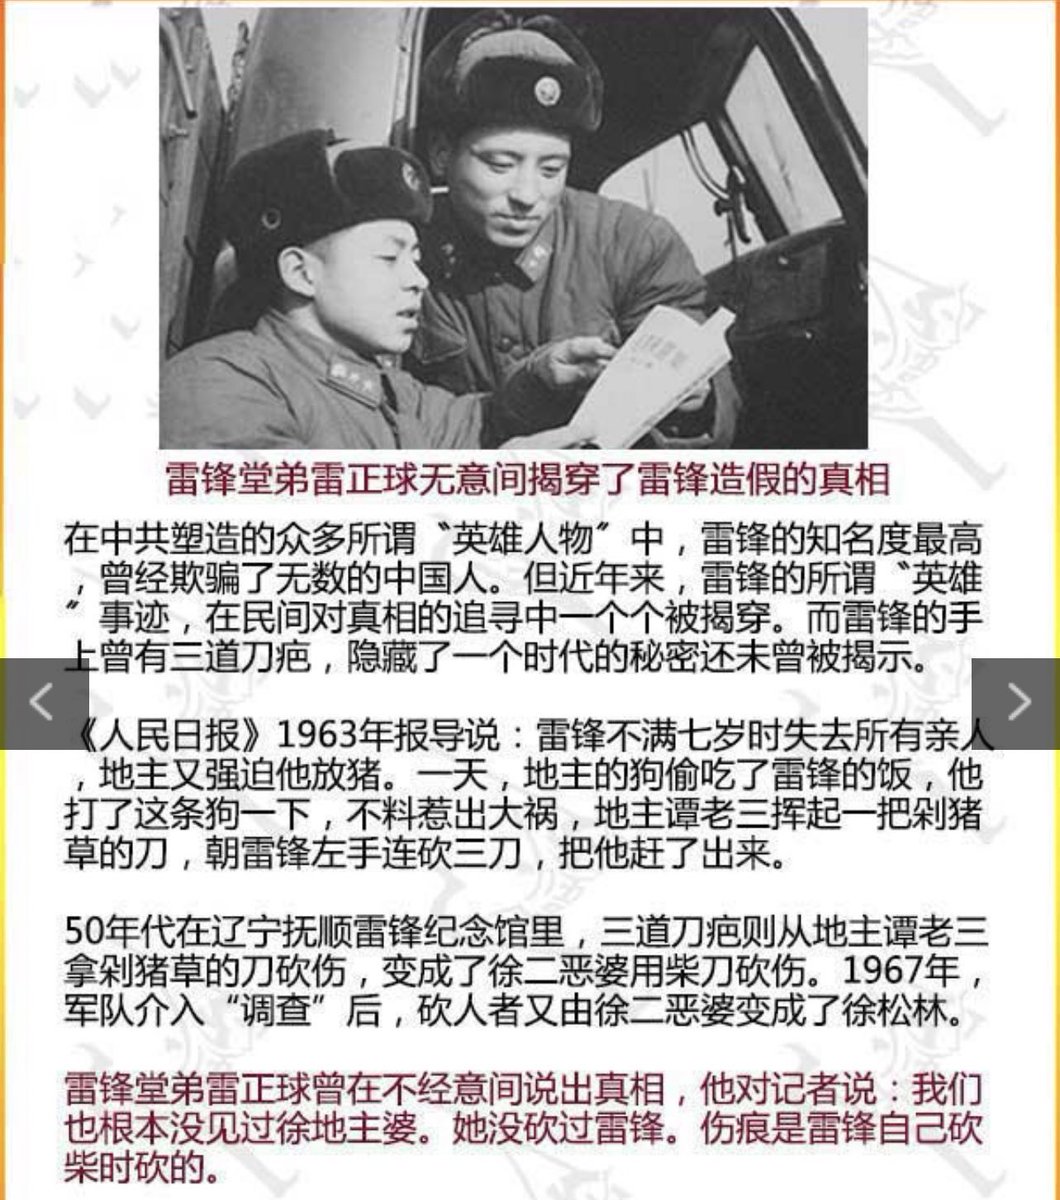 雷锋堂弟雷正球无意间揭穿了雷锋造假的真相
在中共塑造的众多所谓〝英雄人物〞中，雷锋的知名度最高
，曾经欺骗了无数的中国人。但近年来，雷锋的所谓〝英雄
〞事迹，在民间对真相的追寻中一个个被揭穿。而雷锋的手
上曾有三道刀疤，隐藏了一个时代的秘密还未曾被揭示。
《人民日报》1963年报导说：雷锋不满七岁时失去所有亲人
，地主又强迫他放猪。一天，地主的狗偷吃了雷锋的饭，他
打了这条狗一下，不料惹出大祸，地主谭老三挥起一把剁猪
草的刀，朝雷锋左手连砍三刀，把他赶了出来。
50年代在辽宁抚顺雷锋纪念馆里，三道刀疤则从地主谭老三
拿剁猪草的刀砍伤，变成了徐二恶婆用柴刀砍伤。1967年，
军队介入“调查”后，砍人者又由徐二恶婆变成了徐松林。
雷锋堂弟雷正球曾在不经意间说出真相，他对记者说：我们
也根本没见过徐地主婆。她没砍过雷锋。伤痕是雷锋自己砍
柴时砍的。